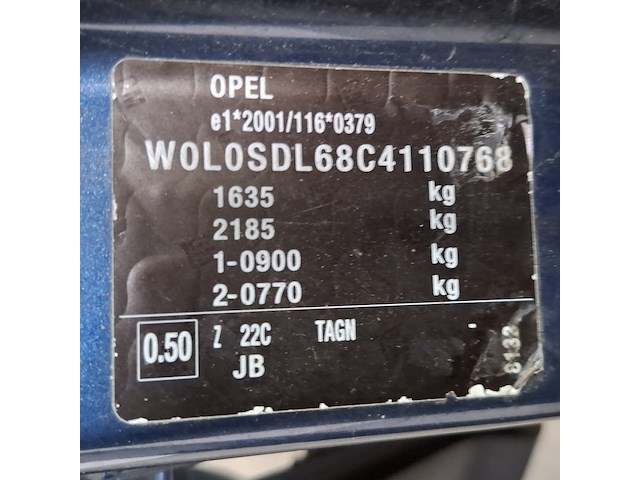 OPEL
e1*2001/116*0379
W0L0SDL68C4110768
1635 kg
2185 kg
1-0900 kg
2-0770 kg
0.50 Z 22C TAGN -
JB
8132